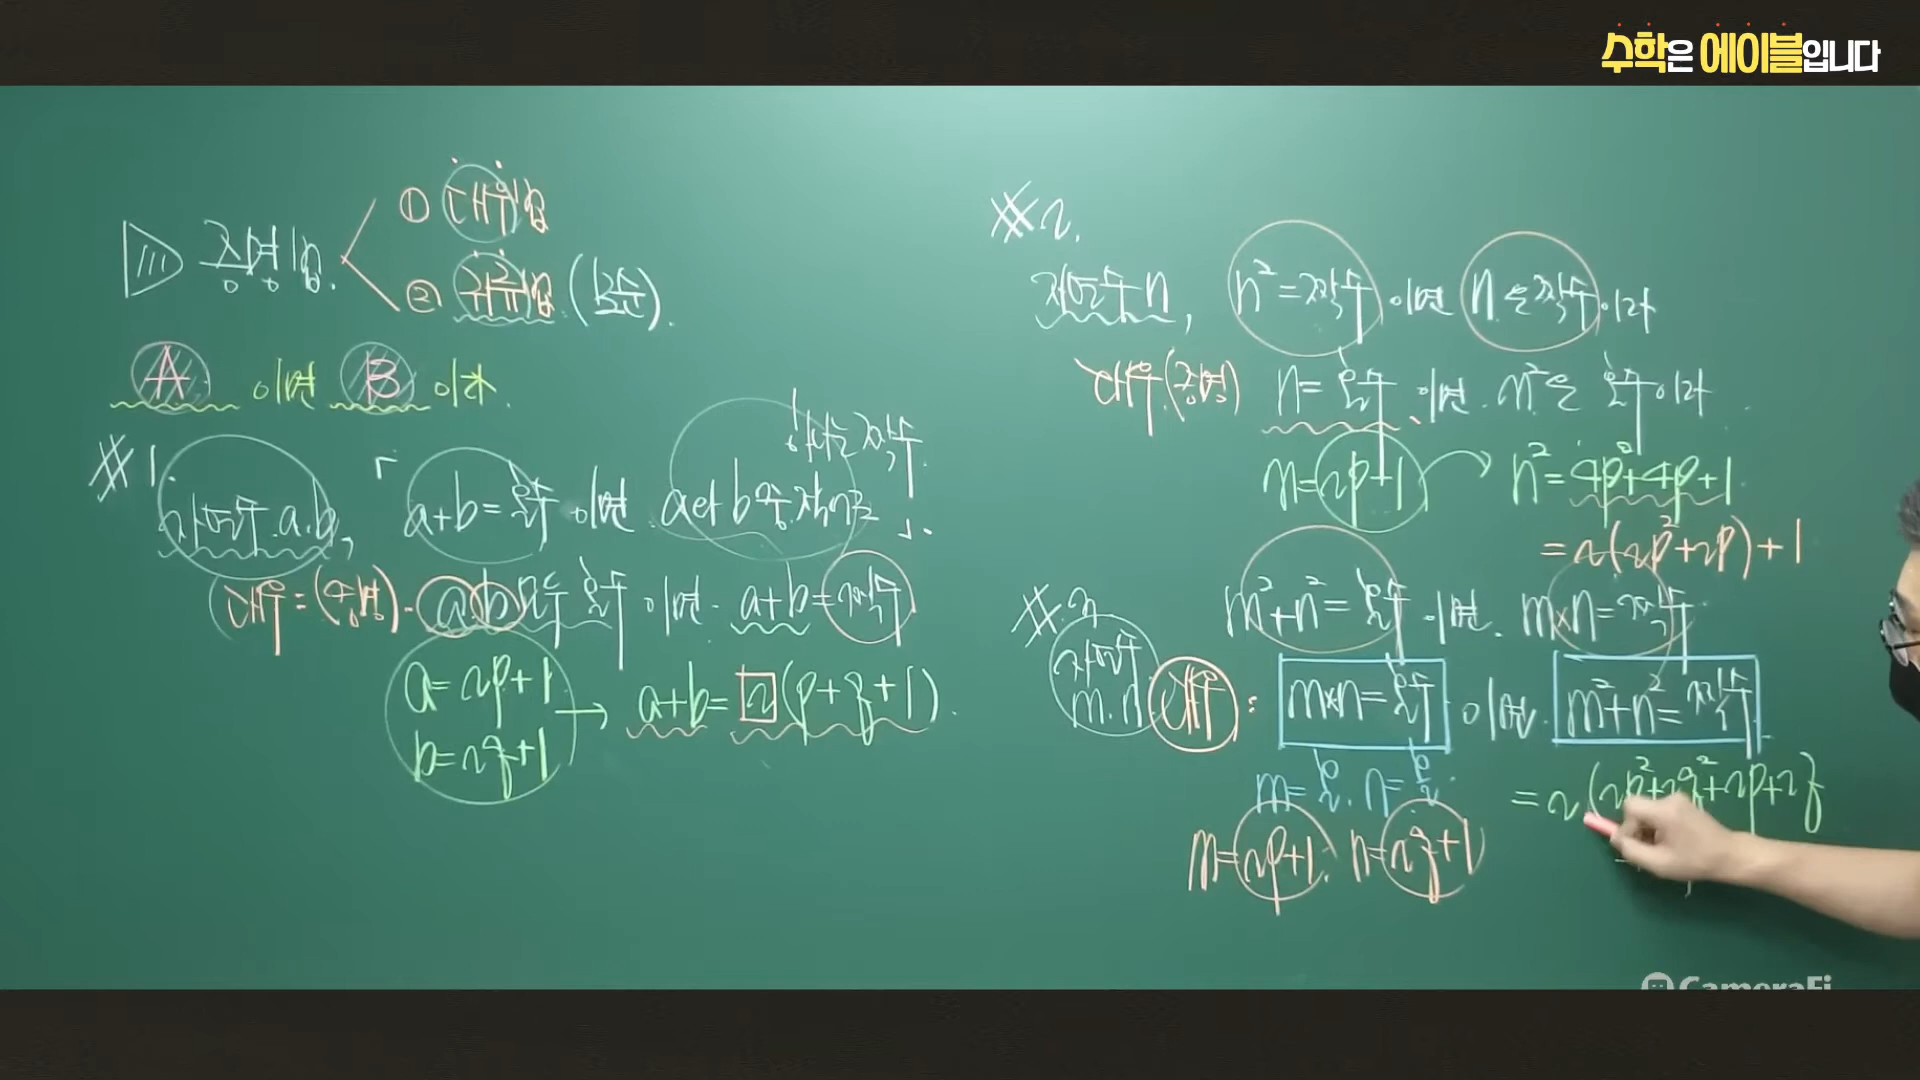 수학은 에이블입니다
III 증명법.
① 대우법
② 귀류법 (모순).
A 이면 B 이다.
#1.
하나는 짝수
자연수 a.b, 「a+b= 홀수 이면 a와 b 중.
대우=(증명). a.b 모두 홀수 이면. a+b=짝수
a=2p+1
b=2q+1
→ a+b=2(p+q+1).
#2.
자연수 n, n²=짝수 이면 n은 짝수 이다
대우(증명) n=홀수 이면. n²은 홀수 이다
n=2p+1 → n²=4p²+4p+1
=2(2p²+2p)+1
#3
자연수 m.n
m²+n²=홀수 이면. m×n=짝수
대우: m×n=홀수 이면. m²+n²=짝수
m=홀. n=홀.
=2(2p²+2q²+2p+2q
m=2p+1. n=2q+1
CameraFi